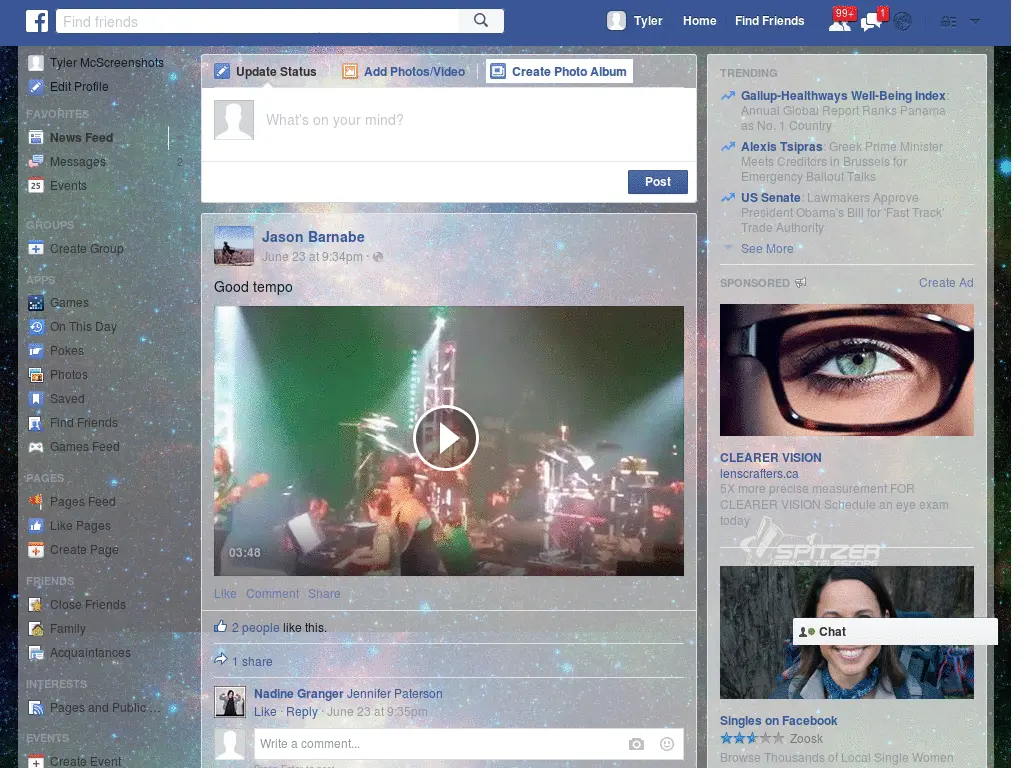 f
Find friends
Tyler
Home
Find Friends
99+
1
Tyler McScreenshots
Edit Profile
FAVORITES
News Feed
Messages 2
25 Events
GROUPS
Create Group
APPS
Games
On This Day
Pokes
Photos
Saved
Find Friends
Games Feed
PAGES
Pages Feed
Like Pages
Create Page
FRIENDS
Close Friends
Family
Acquaintances
INTERESTS
Pages and Public ...
EVENTS
Create Event
Update Status
Add Photos/Video
Create Photo Album
What's on your mind?
Post
Jason Barnabe
June 23 at 9:34pm ·
Good tempo
03:48
Like Comment Share
2 people like this.
1 share
Nadine Granger Jennifer Paterson
Like · Reply · June 23 at 9:35pm
Write a comment...
TRENDING
Gallup-Healthways Well-Being Index:
Annual Global Report Ranks Panama
as No. 1 Country
Alexis Tsipras: Greek Prime Minister
Meets Creditors in Brussels for
Emergency Bailout Talks
US Senate: Lawmakers Approve
President Obama's Bill for 'Fast Track'
Trade Authority
See More
SPONSORED
Create Ad
CLEARER VISION
lenscrafters.ca
5X more precise measurement FOR
CLEARER VISION Schedule an eye exam
today
SPITZER
SPACE TELESCOPE
Chat
Singles on Facebook
Zoosk
Browse Thousands of Local Single Women